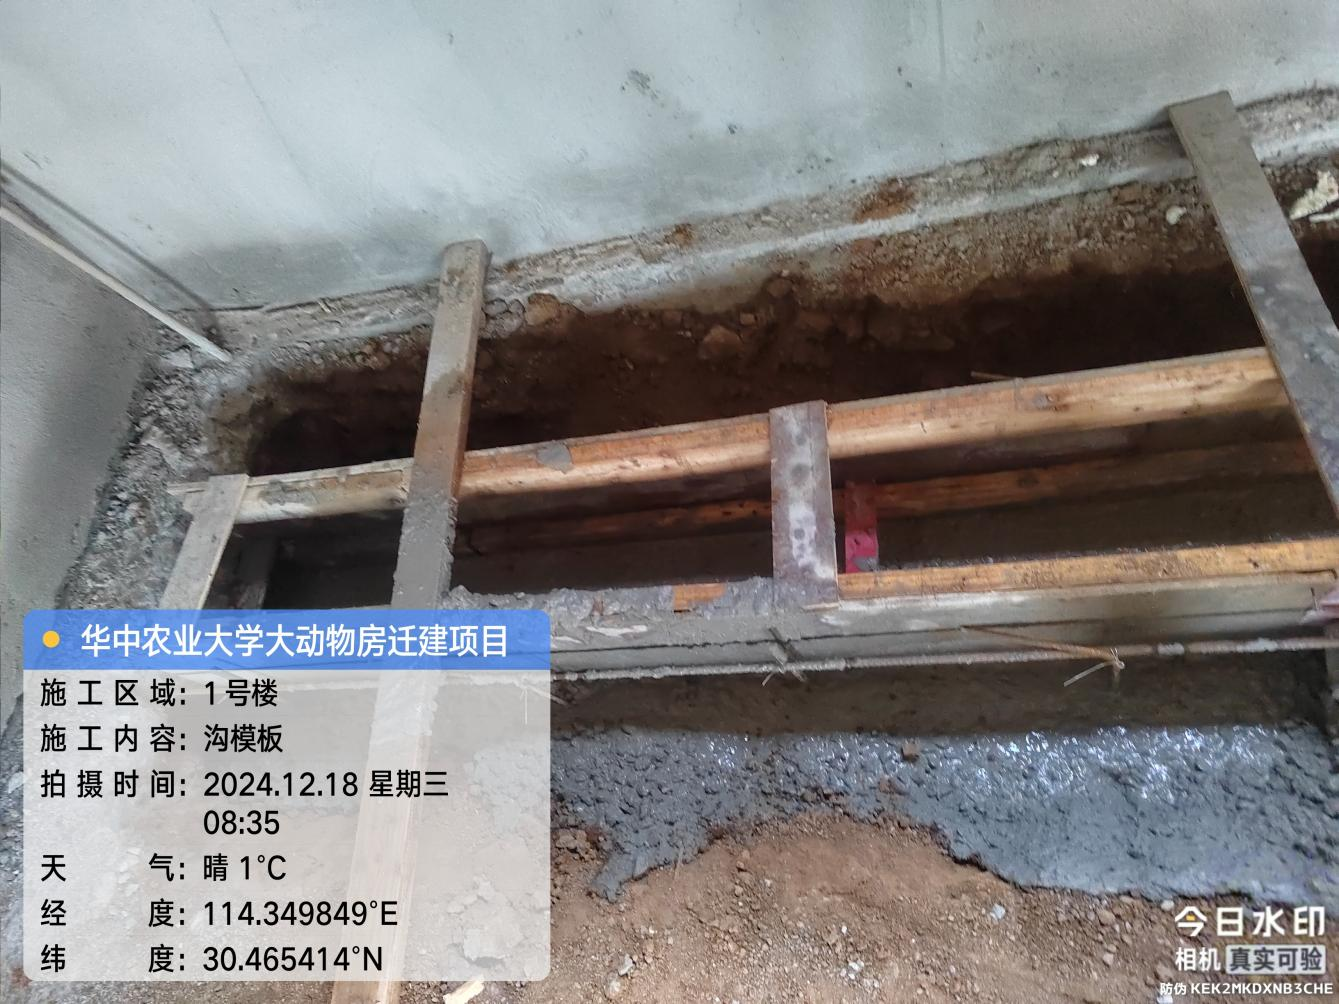 华中农业大学大动物房迁建项目
施工区域：1号楼
施工内容：沟模板
拍摄时间：2024.12.18 星期三
08:35
天气：晴 1℃
经度：114.349849°E
纬度：30.465414°N
今日水印
相机 真实可验
防伪 KEK2MKDXNB3CHE